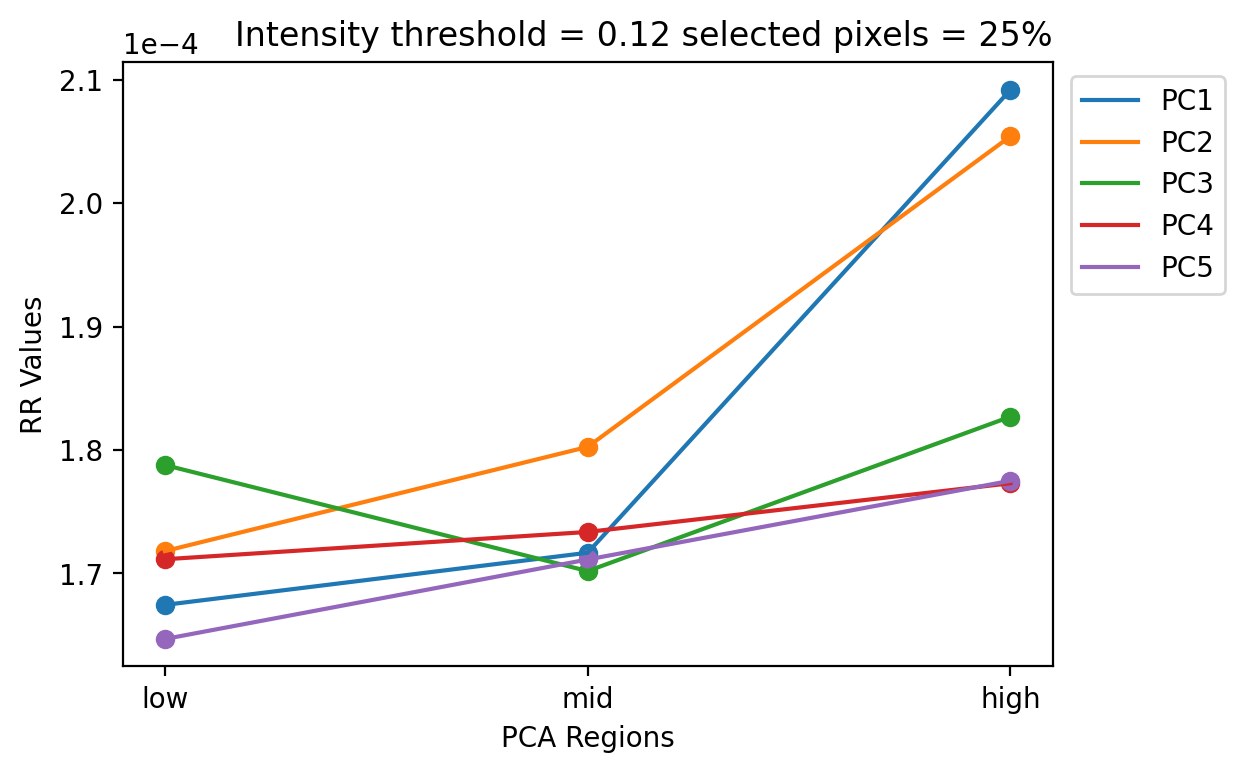 1e−4
Intensity threshold = 0.12 selected pixels = 25%
2.1
2.0
1.9
1.8
1.7
RR Values
low
mid
high
PCA Regions
PC1
PC2
PC3
PC4
PC5